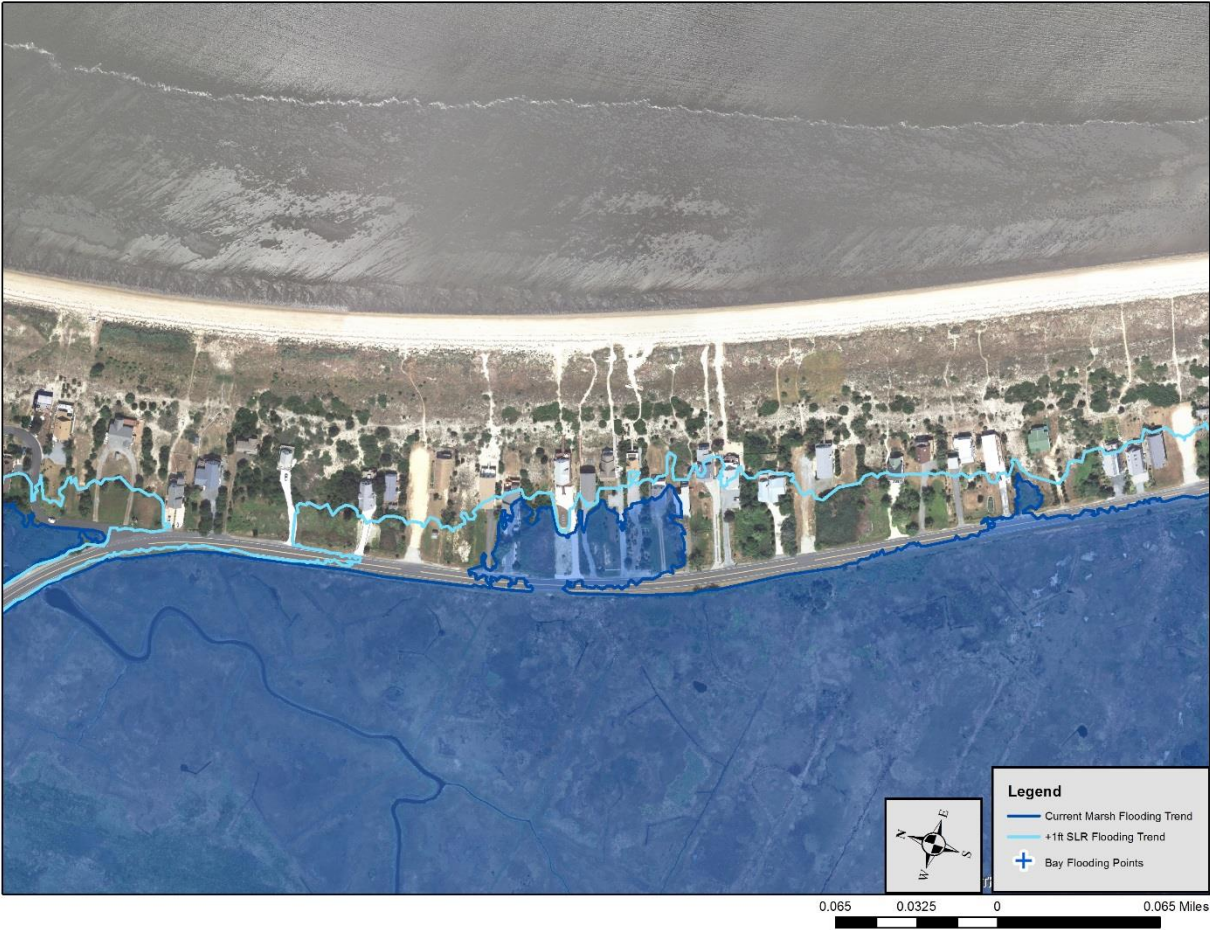 Legend
Current Marsh Flooding Trend
+1ft SLR Flooding Trend
Bay Flooding Points
N
E
W
S
0.065
0.0325
0
0.065 Miles